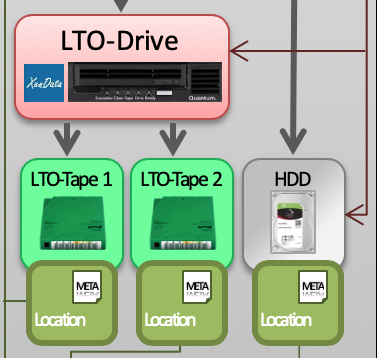 LTO-Drive
XenData
Quantum
LTO-Tape 1
LTO-Tape 2
HDD
META
META
META
Location
Location
Location